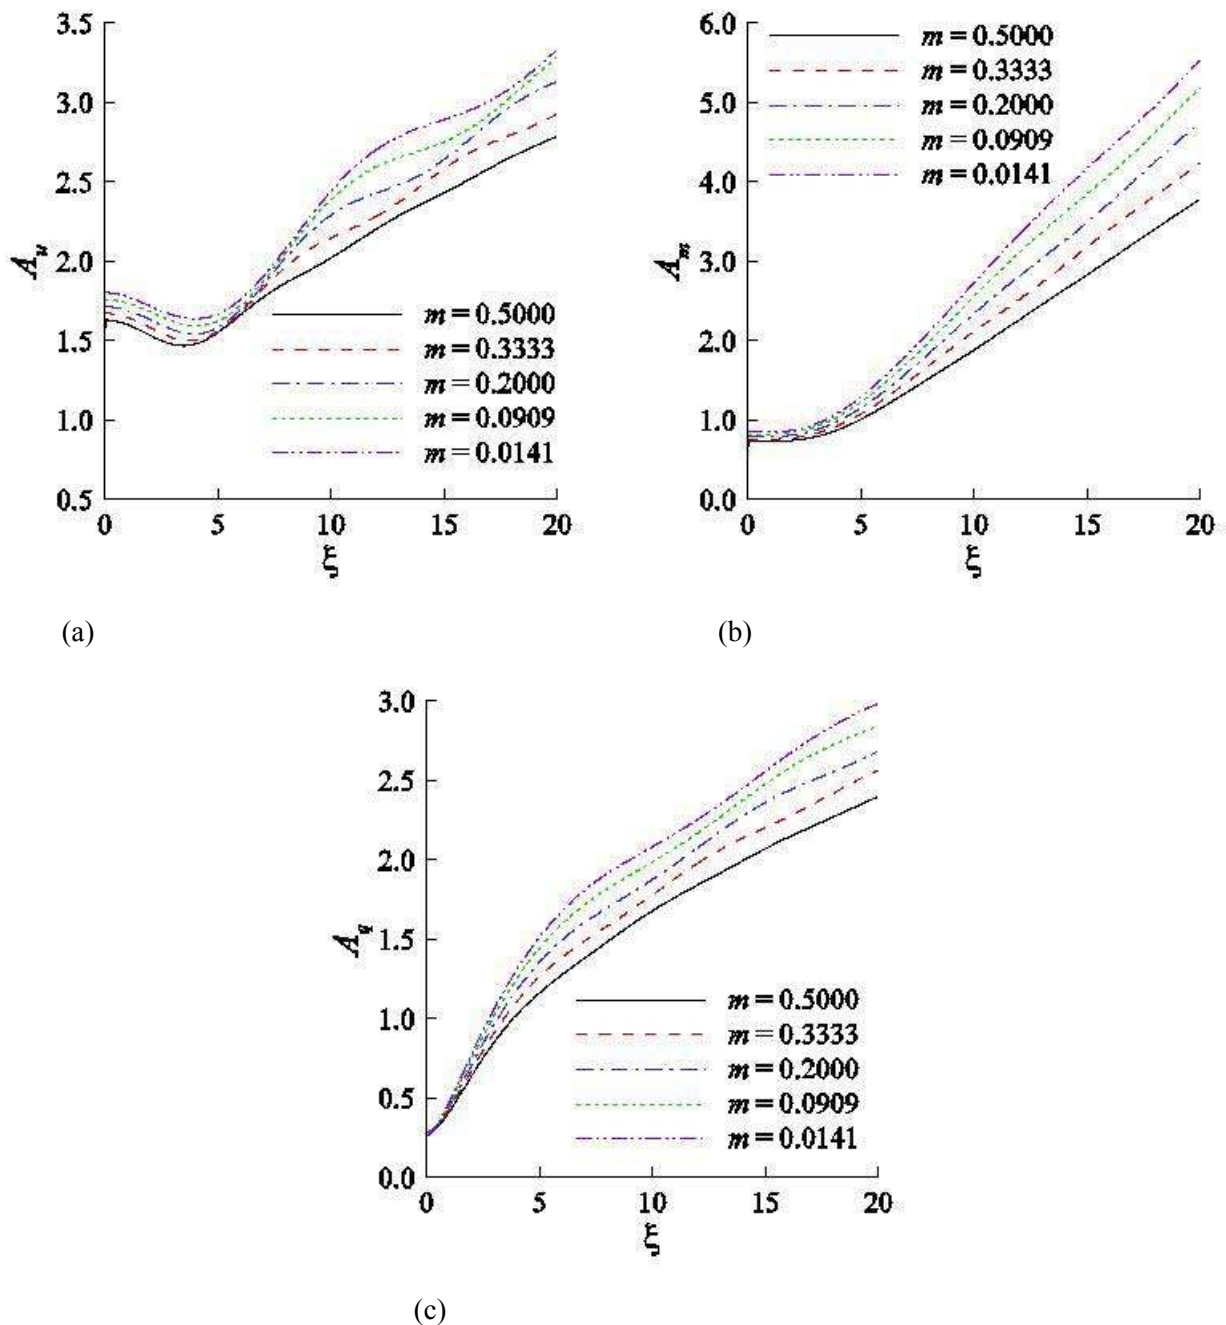 3.5
3.0
2.5
2.0
1.5
1.0
0.5
A_u
0 5 10 15 20
ξ
m = 0.5000
m = 0.3333
m = 0.2000
m = 0.0909
m = 0.0141
(a)
6.0
5.0
4.0
3.0
2.0
1.0
0.0
A_m
0 5 10 15 20
ξ
m = 0.5000
m = 0.3333
m = 0.2000
m = 0.0909
m = 0.0141
(b)
3.0
2.5
2.0
1.5
1.0
0.5
0.0
A_q
0 5 10 15 20
ξ
m = 0.5000
m = 0.3333
m = 0.2000
m = 0.0909
m = 0.0141
(c)